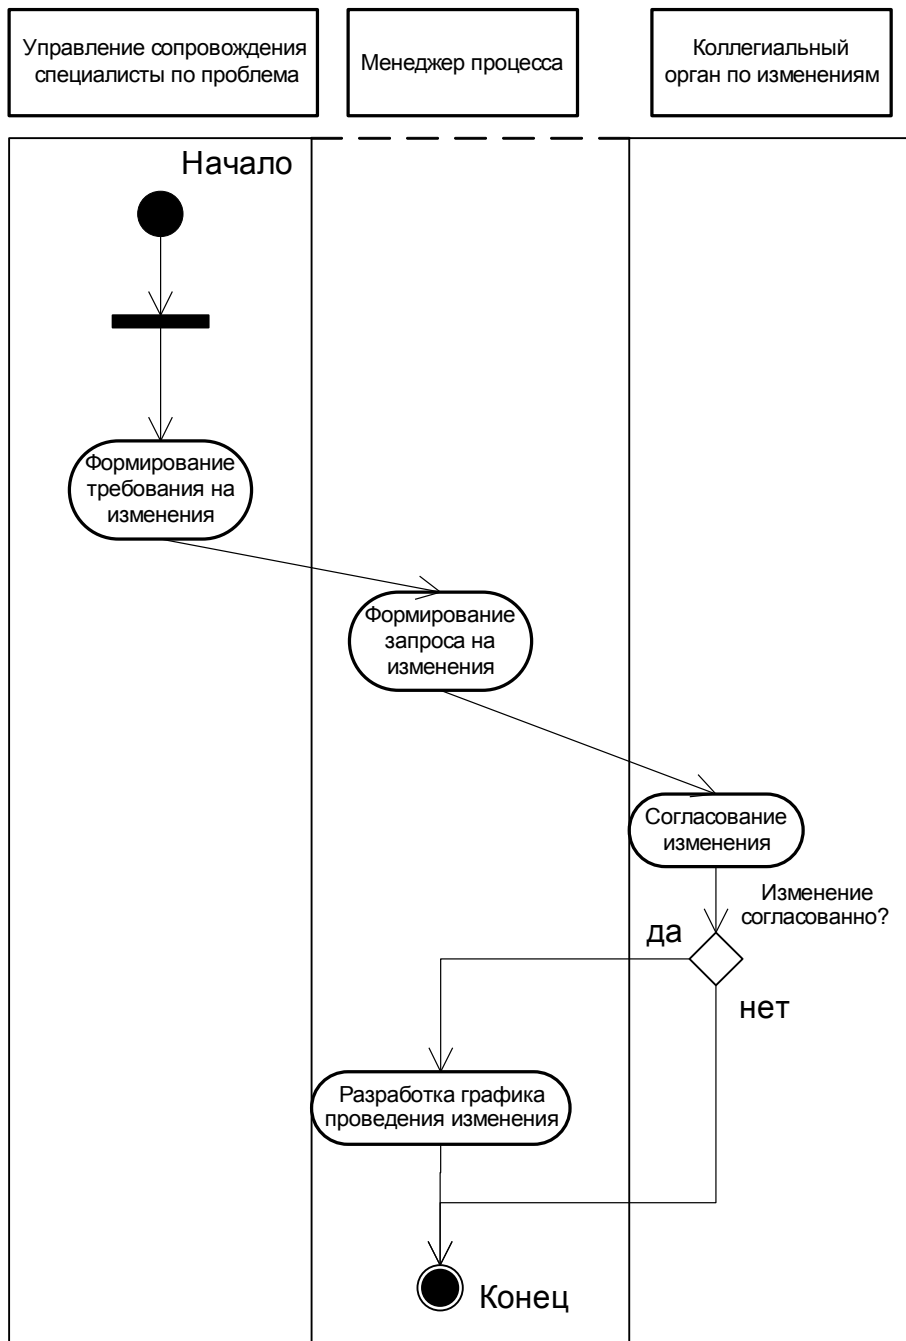 Управление сопровождения
специалисты по проблема
Менеджер процесса
Коллегиальный
орган по изменениям
Начало
Формирование
требования на
изменения
Формирование
запроса на
изменения
Согласование
изменения
Изменение
согласованно?
да
нет
Разработка графика
проведения изменения
Конец